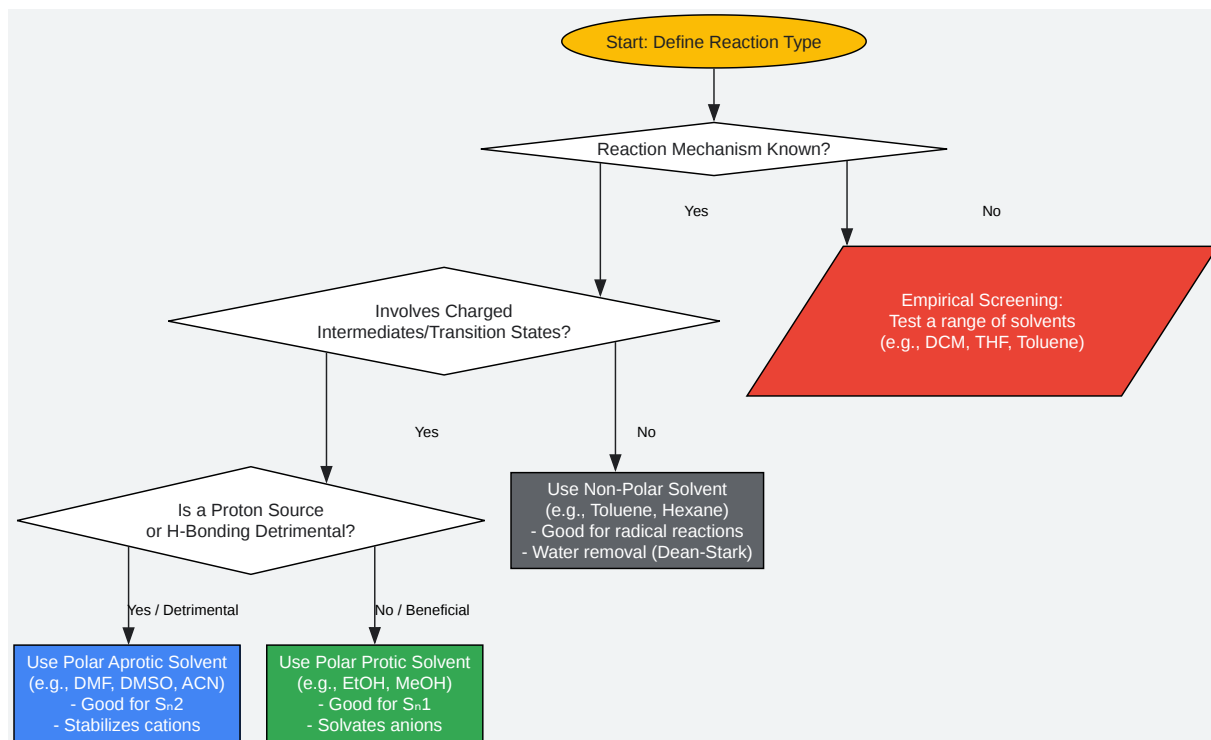 Start: Define Reaction Type
Reaction Mechanism Known?
Yes
No
Involves Charged
Intermediates/Transition States?
Empirical Screening:
Test a range of solvents
(e.g., DCM, THF, Toluene)
Yes
No
Is a Proton Source
or H-Bonding Detrimental?
Use Non-Polar Solvent
(e.g., Toluene, Hexane)
- Good for radical reactions
- Water removal (Dean-Stark)
Yes / Detrimental
No / Beneficial
Use Polar Aprotic Solvent
(e.g., DMF, DMSO, ACN)
- Good for Sₙ2
- Stabilizes cations
Use Polar Protic Solvent
(e.g., EtOH, MeOH)
- Good for Sₙ1
- Solvates anions